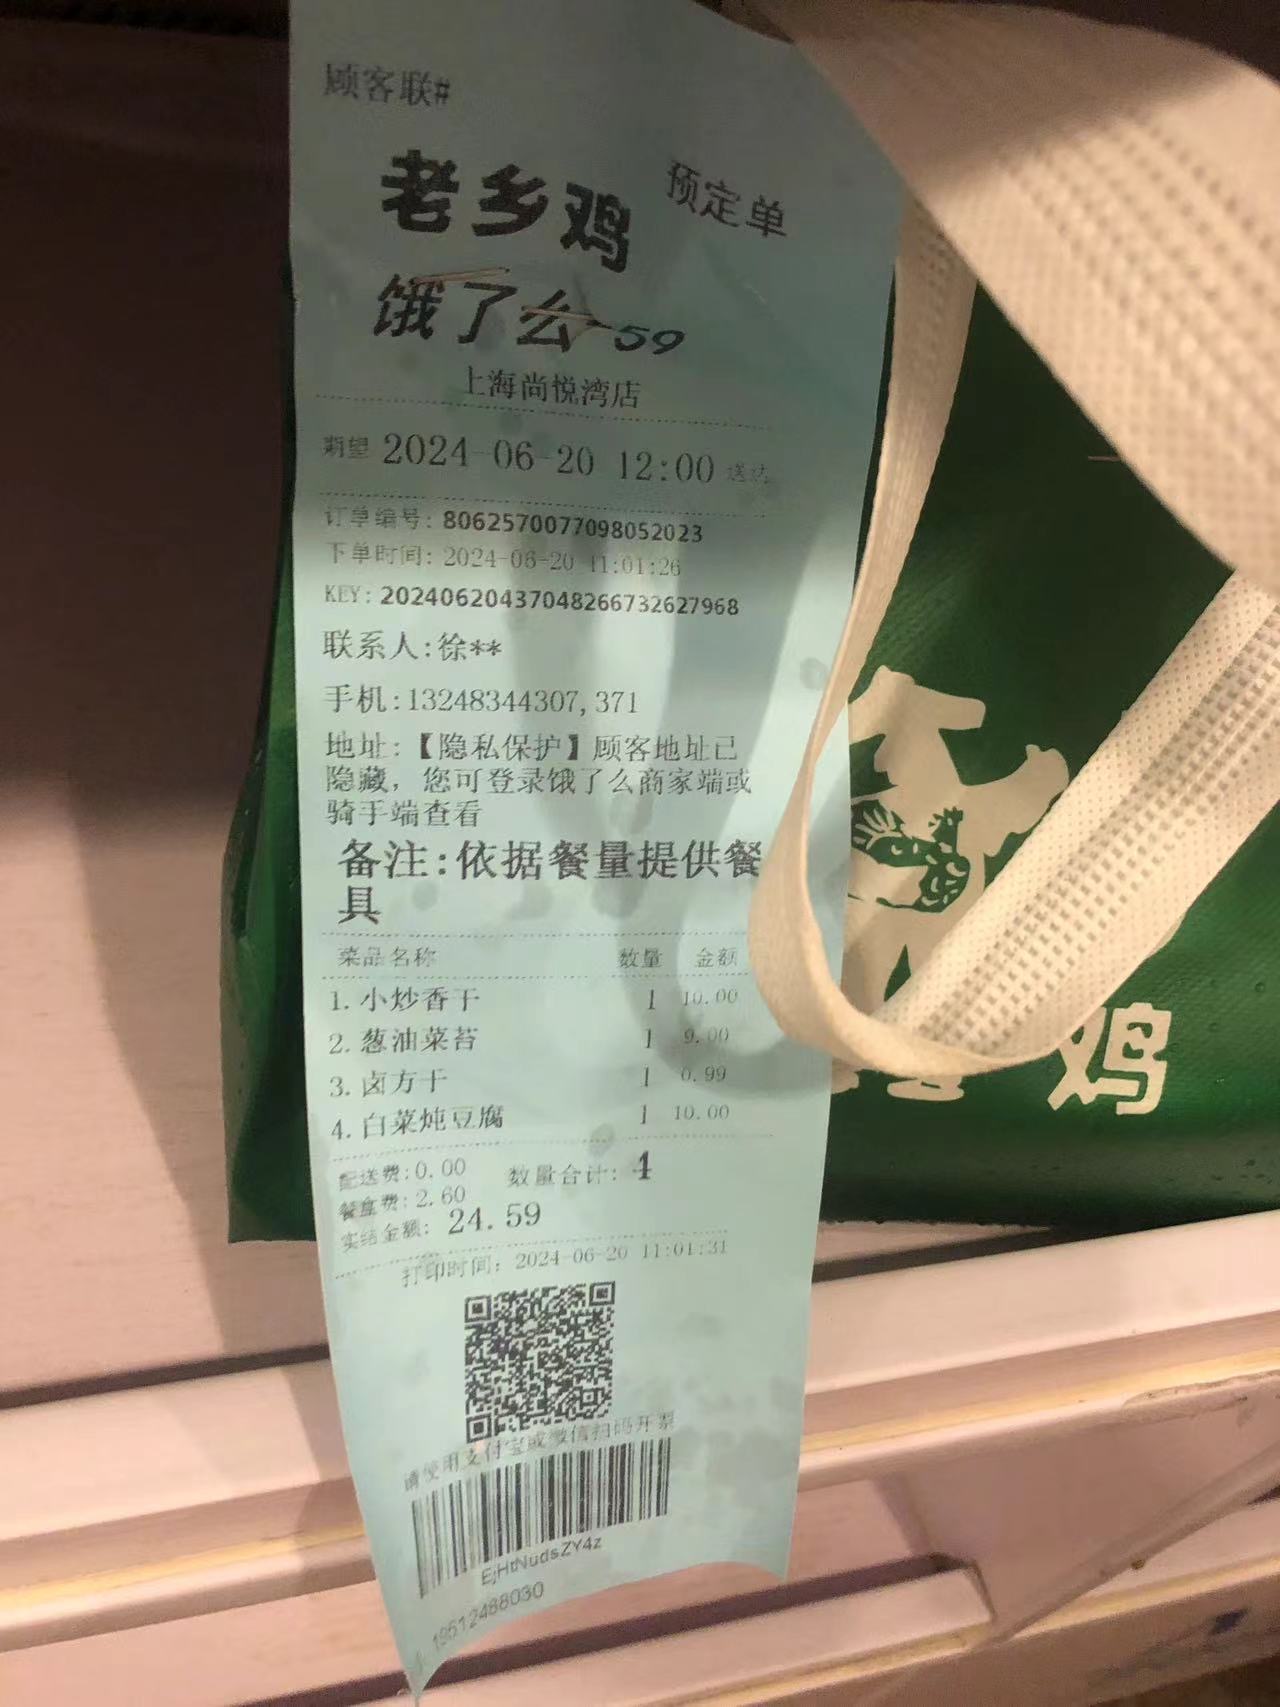 顾客联#
老乡鸡 预定单
饿了么-59
上海尚悦湾店
期望 2024-06-20 12:00 送达
订单编号: 8062570077098052023
下单时间: 2024-06-20 11:01:26
KEY: 202406204370482667326​27968
联系人:徐**
手机:13248344307,371
地址:【隐私保护】顾客地址已
隐藏，您可登录饿了么商家端或
骑手端查看
备注:依据餐量提供餐
具
菜品名称 数量 金额
1. 小炒香干 1 10.00
2. 葱油菜苔 1 9.00
3. 卤方干 1 0.99
4. 白菜炖豆腐 1 10.00
配送费:0.00 数量合计: 4
餐盒费: 2.60
实结金额: 24.59
打印时间: 2024-06-20 11:01:31
请使用支付宝或微信扫码开票
EjHtNudsZY4z
19512488030
鸡